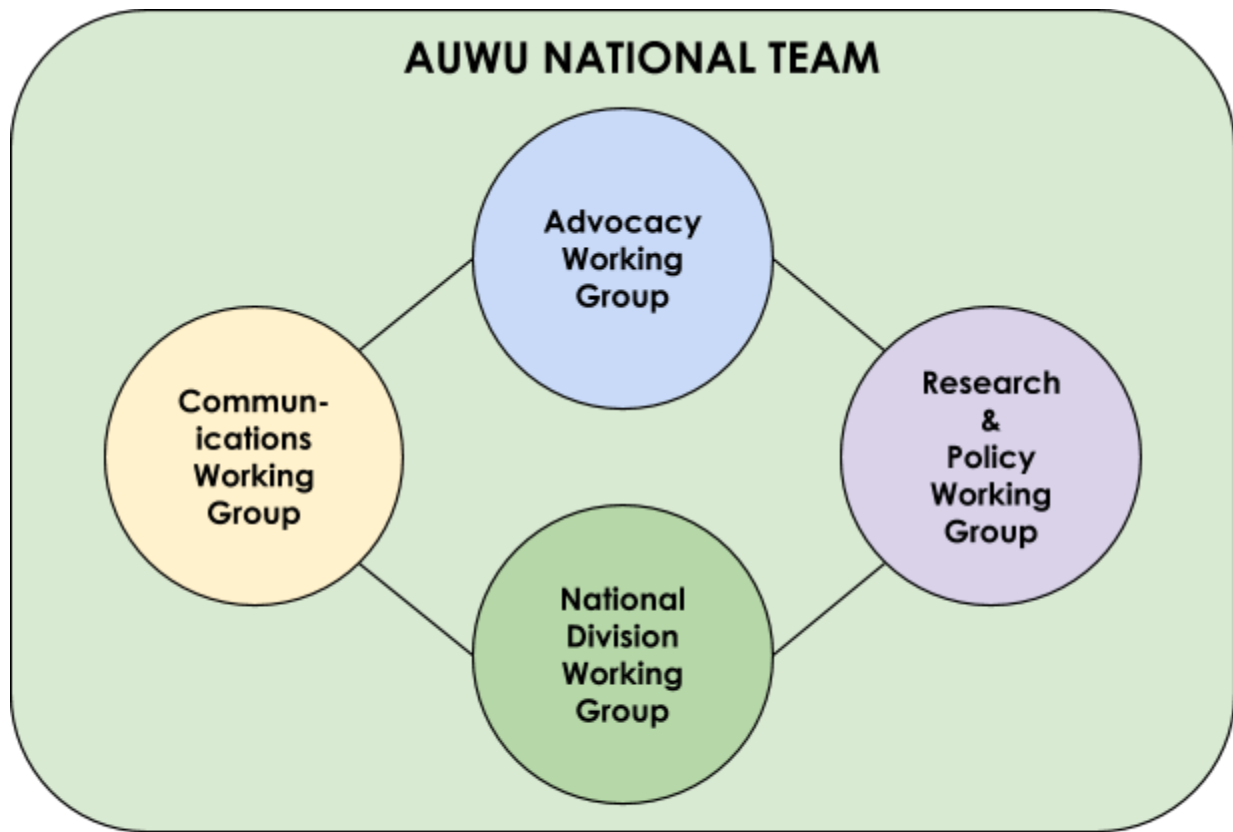 AUWU NATIONAL TEAM
Advocacy
Working
Group
Commun-
ications
Working
Group
Research
&
Policy
Working
Group
National
Division
Working
Group